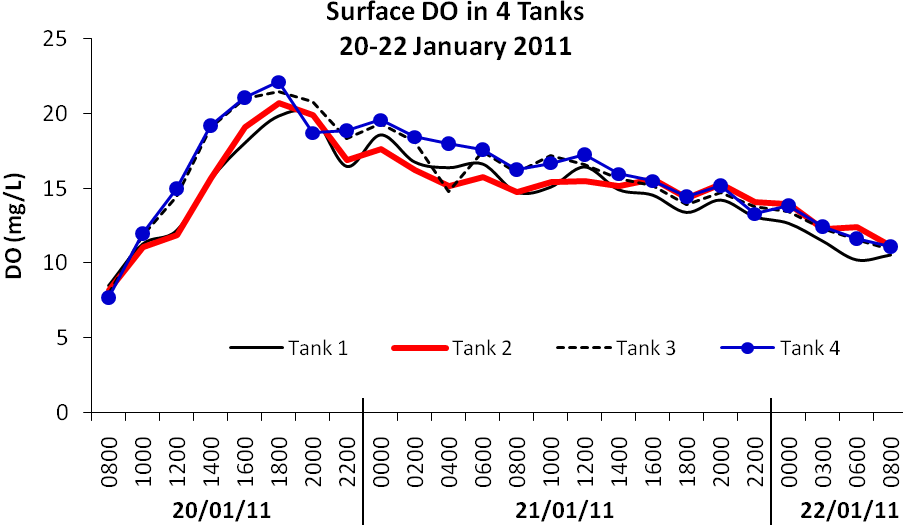 Surface DO in 4 Tanks
20-22 January 2011
DO (mg/L)
25
20
15
10
5
0
Tank 1 Tank 2 Tank 3 Tank 4
0800 1000 1200 1400 1600 1800 2000 2200 0000 0200 0400 0600 0800 1000 1200 1400 1600 1800 2000 2200 0000 0300 0600 0800
20/01/11 21/01/11 22/01/11